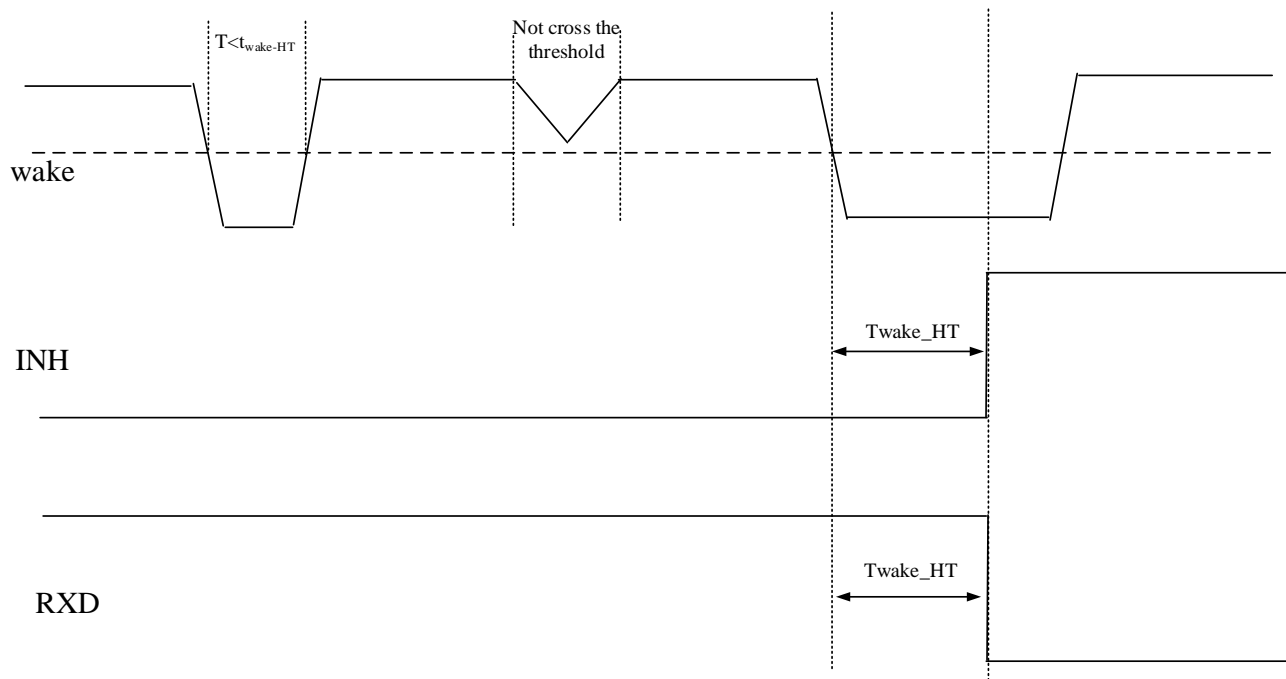 T<twake-HT
Not cross the
threshold
wake
Twake_HT
INH
Twake_HT
RXD